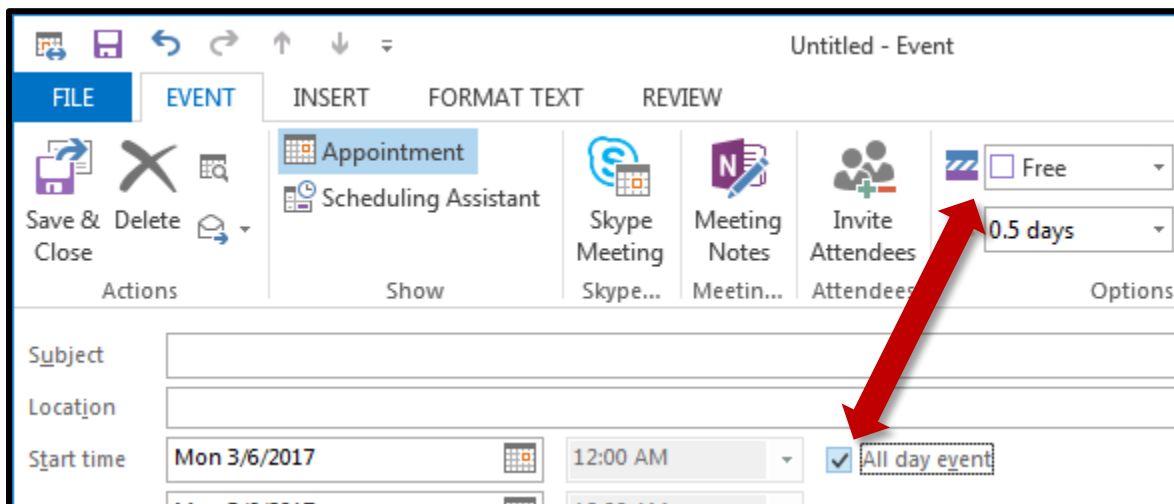 Untitled - Event
FILE EVENT INSERT FORMAT TEXT REVIEW
Appointment
Scheduling Assistant
Save & Close
Delete
Skype Meeting
Meeting Notes
Invite Attendees
Free
0.5 days
Actions Show Skype... Meetin... Attendees Options
Subject
Location
Start time Mon 3/6/2017 12:00 AM All day event